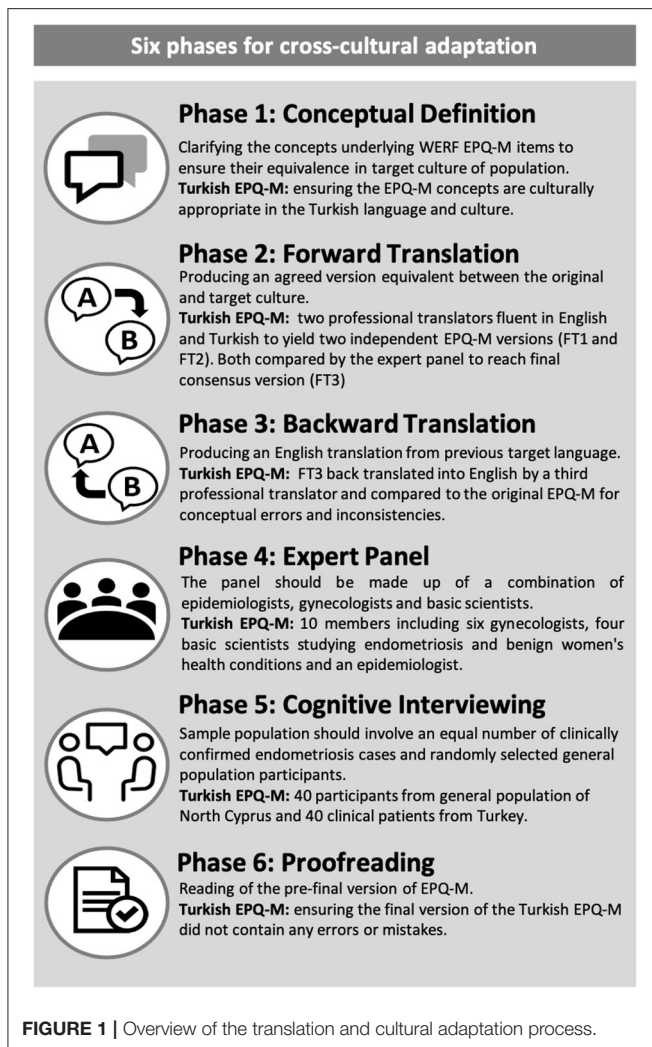 Six phases for cross-cultural adaptation
Phase 1: Conceptual Definition
Clarifying the concepts underlying WERF EPQ-M items to
ensure their equivalence in target culture of population.
Turkish EPQ-M: ensuring the EPQ-M concepts are culturally
appropriate in the Turkish language and culture.
Phase 2: Forward Translation
Producing an agreed version equivalent between the original
and target culture.
Turkish EPQ-M: two professional translators fluent in English
and Turkish to yield two independent EPQ-M versions (FT1 and
FT2). Both compared by the expert panel to reach final
consensus version (FT3)
A
B
Phase 3: Backward Translation
Producing an English translation from previous target language.
Turkish EPQ-M: FT3 back translated into English by a third
professional translator and compared to the original EPQ-M for
conceptual errors and inconsistencies.
A
B
Phase 4: Expert Panel
The panel should be made up of a combination of
epidemiologists, gynecologists and basic scientists.
Turkish EPQ-M: 10 members including six gynecologists, four
basic scientists studying endometriosis and benign women's
health conditions and an epidemiologist.
Phase 5: Cognitive Interviewing
Sample population should involve an equal number of clinically
confirmed endometriosis cases and randomly selected general
population participants.
Turkish EPQ-M: 40 participants from general population of
North Cyprus and 40 clinical patients from Turkey.
Phase 6: Proofreading
Reading of the pre-final version of EPQ-M.
Turkish EPQ-M: ensuring the final version of the Turkish EPQ-M
did not contain any errors or mistakes.
FIGURE 1 | Overview of the translation and cultural adaptation process.